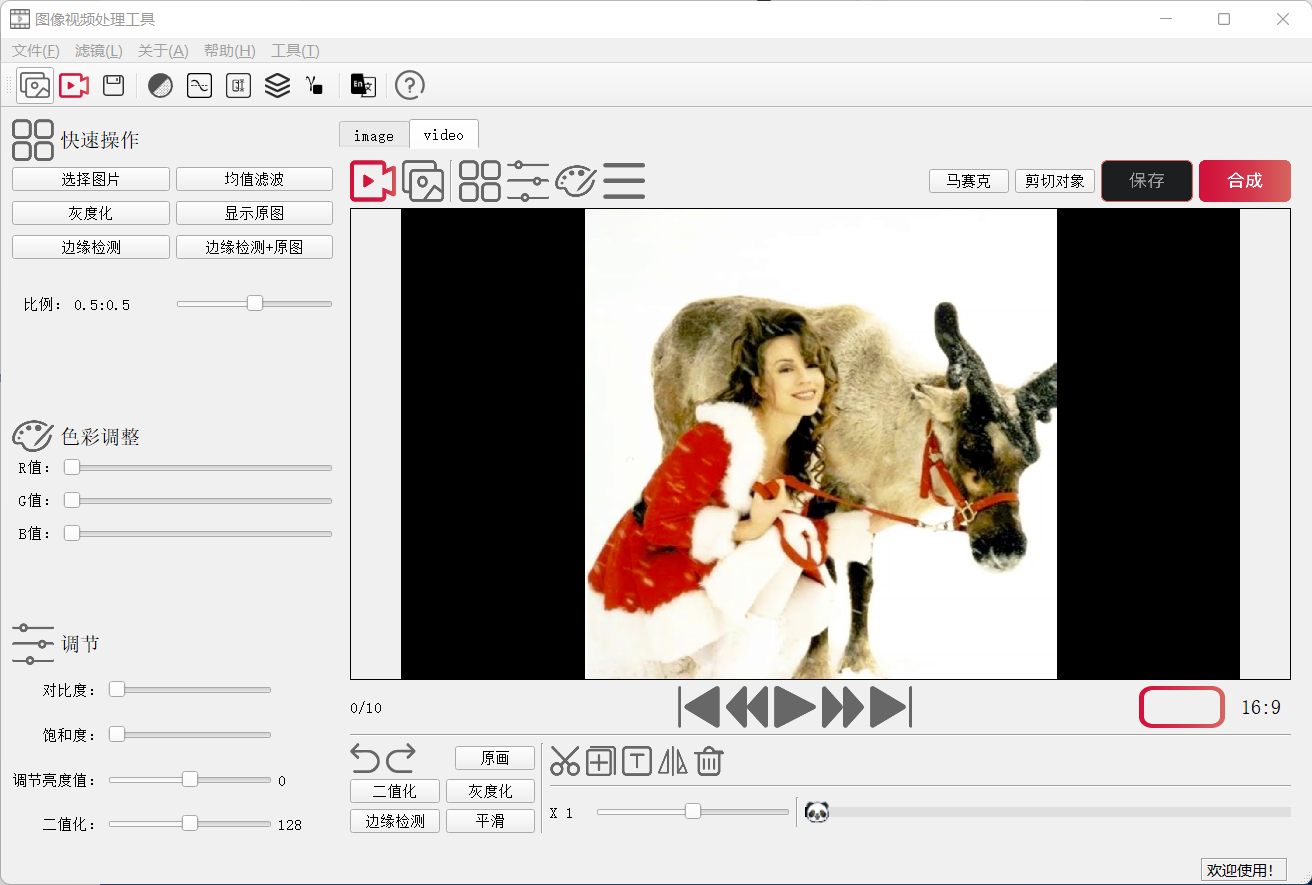 图像视频处理工具
文件(F) 滤镜(L) 关于(A) 帮助(H) 工具(T)
En 文
?
快速操作
选择图片 均值滤波
灰度化 显示原图
边缘检测 边缘检测+原图
比例： 0.5:0.5
色彩调整
R值：
G值：
B值：
调节
对比度：
饱和度：
调节亮度值： 0
二值化： 128
image video
马赛克 剪切对象 保存 合成
0/10
16:9
原画
T
二值化 灰度化
边缘检测 平滑
X 1
欢迎使用！